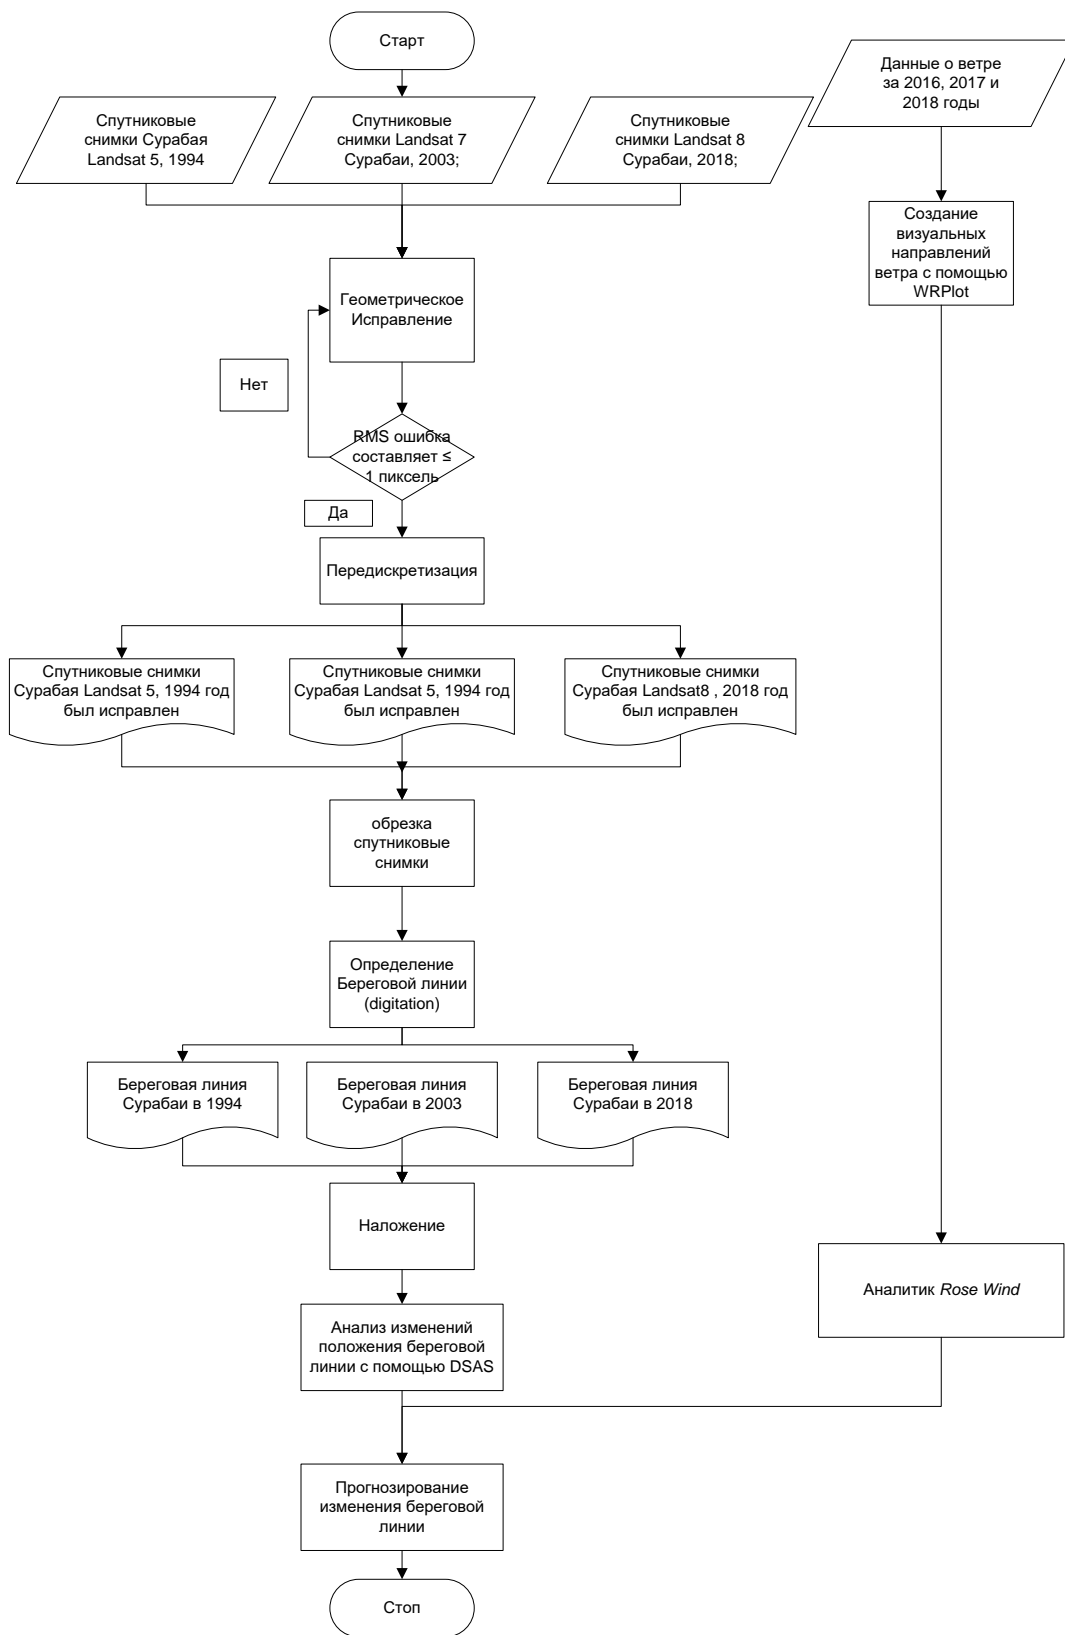 Старт
Данные о ветре
за 2016, 2017 и
2018 годы
Спутниковые
снимки Сурабая
Landsat 5, 1994
Спутниковые
снимки Landsat 7
Сурабаи, 2003;
Спутниковые
снимки Landsat 8
Сурабаи, 2018;
Создание
визуальных
направлений
ветра с помощью
WRPlot
Геометрическое
Исправление
Нет
RMS ошибка
составляет ≤
1 пиксель
Да
Передискретизация
Спутниковые снимки
Сурабая Landsat 5, 1994 год
был исправлен
Спутниковые снимки
Сурабая Landsat 5, 1994 год
был исправлен
Спутниковые снимки
Сурабая Landsat8 , 2018 год
был исправлен
обрезка
спутниковые
снимки
Определение
Береговой линии
(digitation)
Береговая линия
Сурабаи в 1994
Береговая линия
Сурабаи в 2003
Береговая линия
Сурабаи в 2018
Наложение
Аналитик Rose Wind
Анализ изменений
положения береговой
линии с помощью DSAS
Прогнозирование
изменения береговой
линии
Стоп